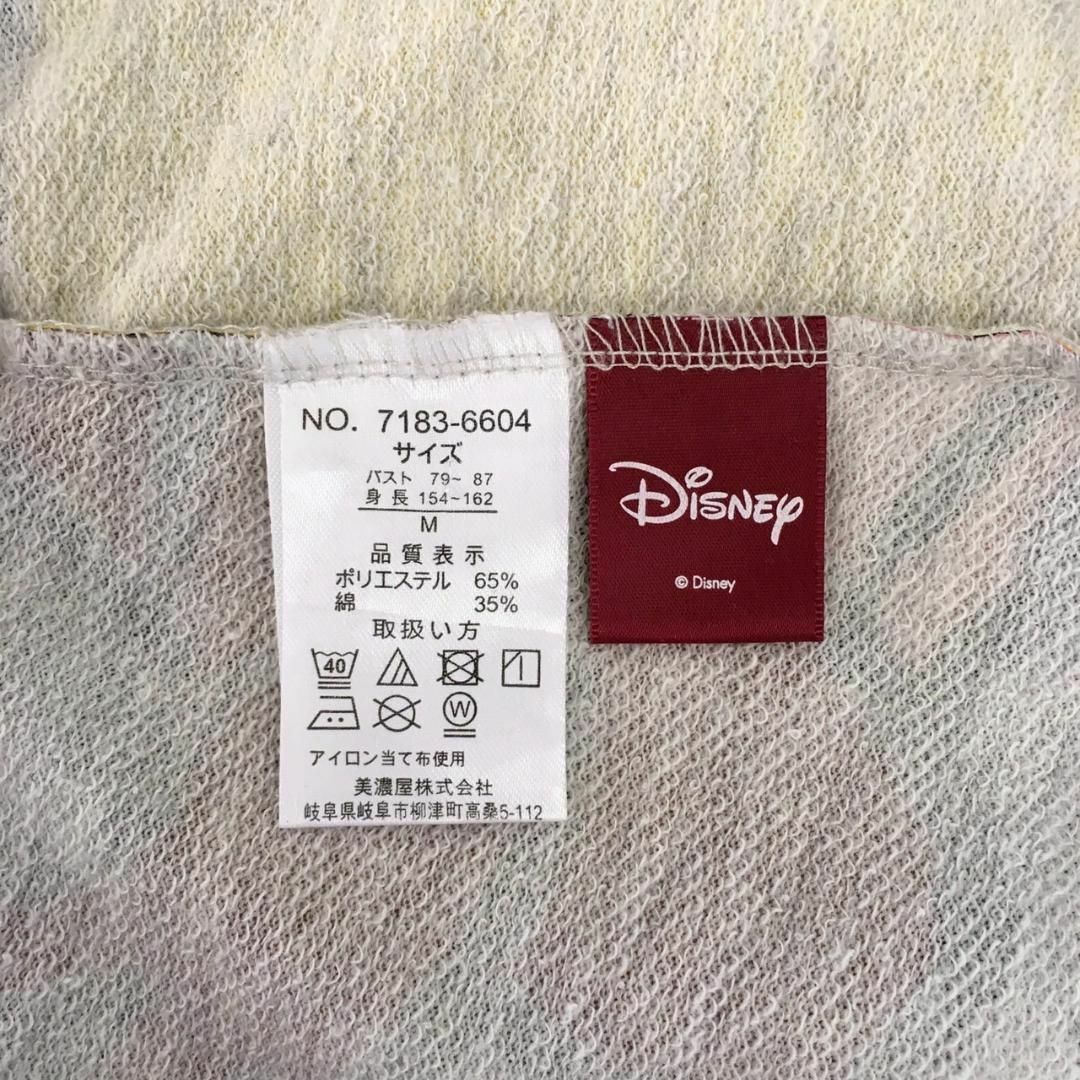 NO. 7183-6604
サイズ
バスト 79~ 87
身長 154~162
M
品質表示
ポリエステル 65%
綿 35%
取扱い方
40
W
アイロン当て布使用
美濃屋株式会社
岐阜県岐阜市柳津町高桑5-112
Disney
© Disney